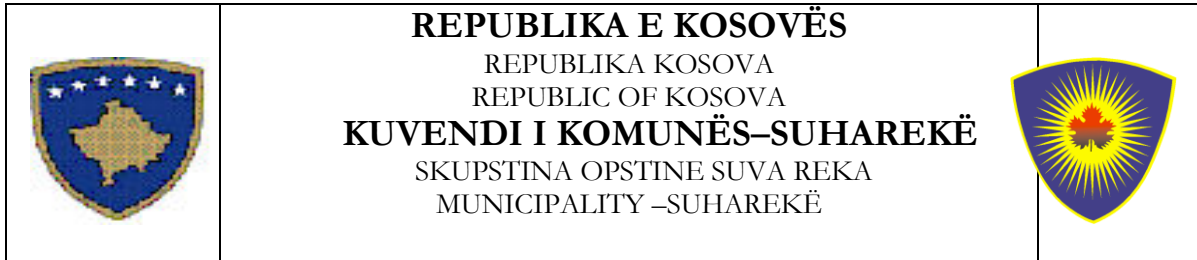 REPUBLIKA E KOSOVËS
REPUBLIKA KOSOVA
REPUBLIC OF KOSOVA
KUVENDI I KOMUNËS–SUHAREKË
SKUPSTINA OPSTINE SUVA REKA
MUNICIPALITY –SUHAREKË